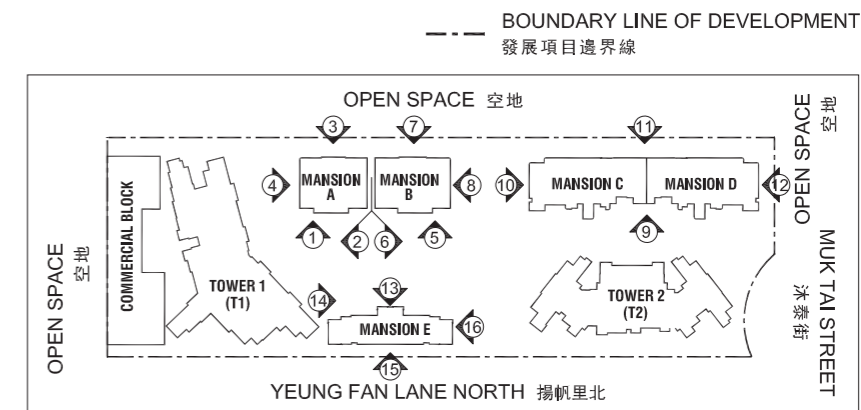 BOUNDARY LINE OF DEVELOPMENT
發展項目邊界線
OPEN SPACE 空地
3
7
11
OPEN SPACE
空地
COMMERCIAL BLOCK
4
MANSION
A
MANSION
B
8
10
MANSION C
MANSION D
12
1
2
6
5
9
OPEN SPACE
空地
TOWER 1
(T1)
14
13
MANSION E
16
TOWER 2
(T2)
MUK TAI STREET
沐泰街
15
YEUNG FAN LANE NORTH 揚帆里北